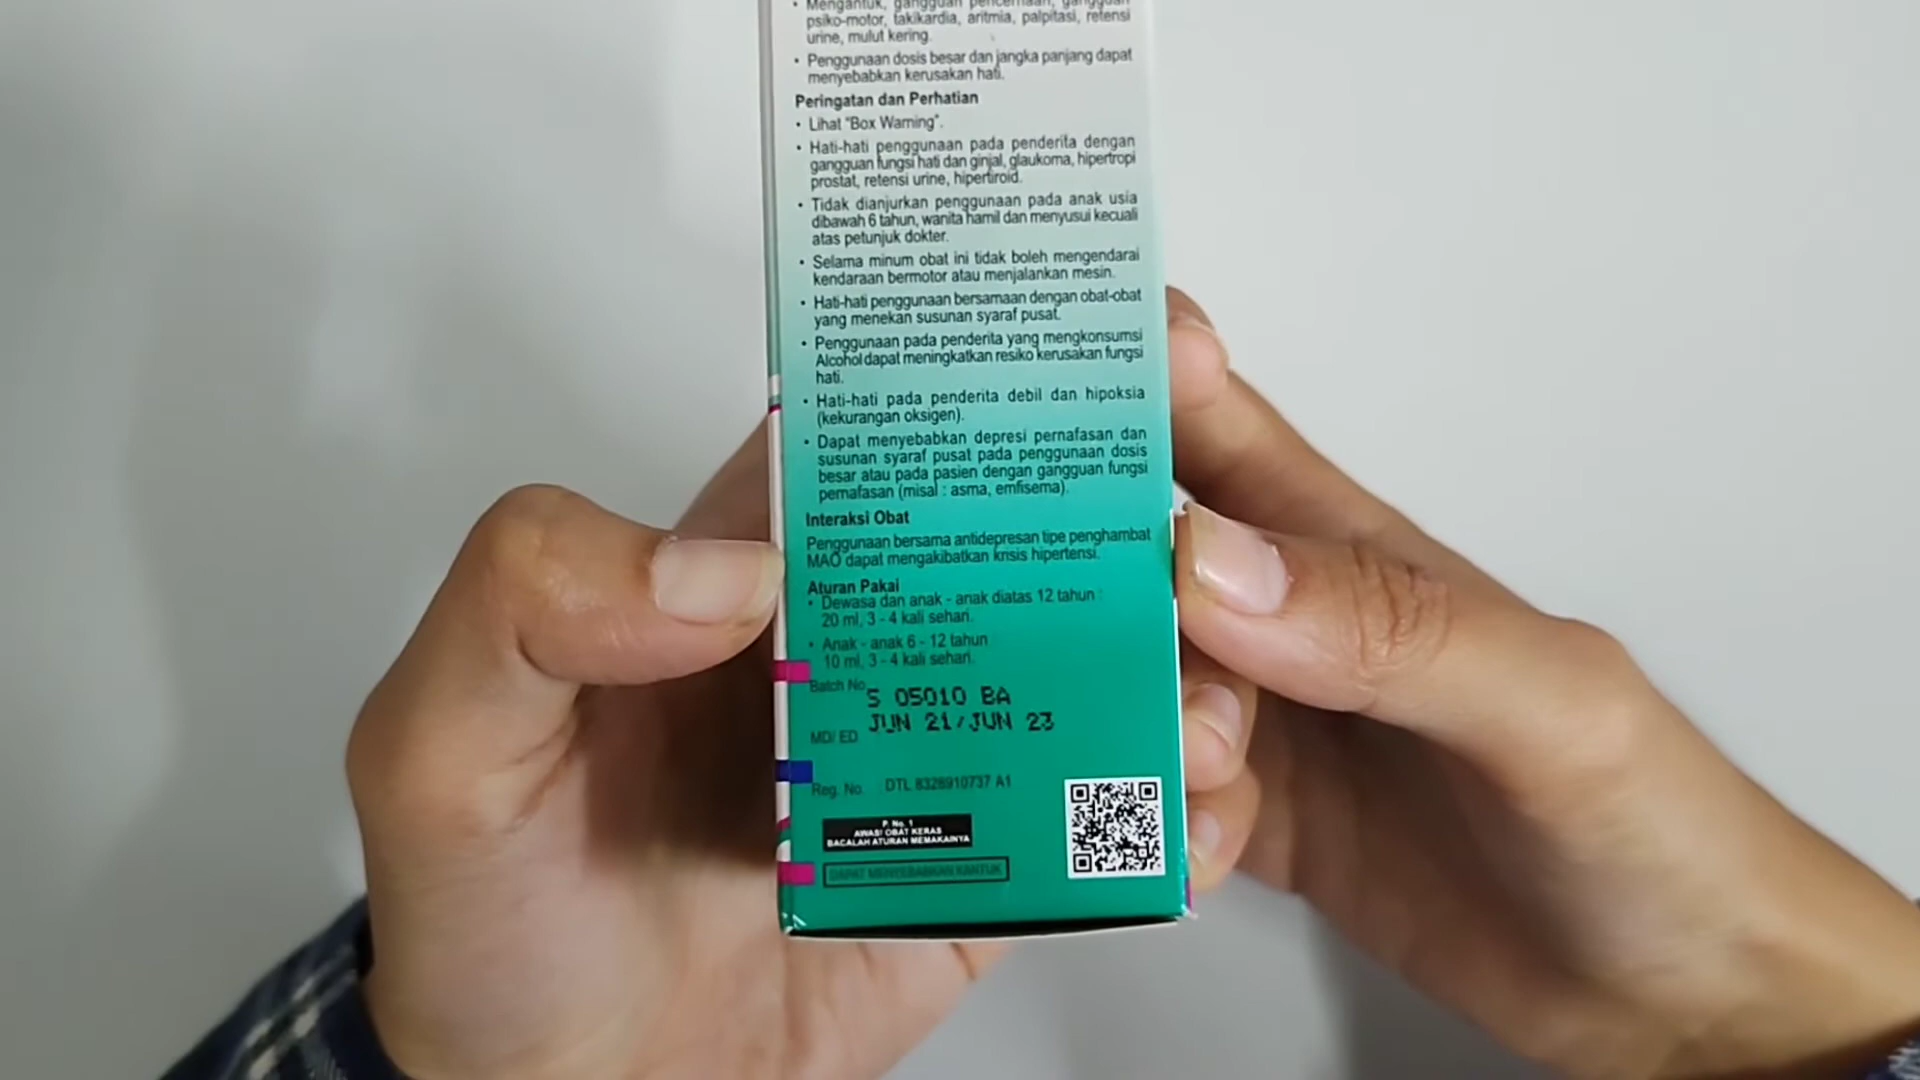 • Mengantuk, gangguan pencernaan, gangguan
psiko-motor, takikardia, aritmia, palpitasi, retensi
urine, mulut kering.
• Penggunaan dosis besar dan jangka panjang dapat
menyebabkan kerusakan hati.
Peringatan dan Perhatian
• Lihat "Box Warning".
• Hati-hati penggunaan pada penderita dengan
gangguan fungsi hati dan ginjal, glaukoma, hipertropi
prostat, retensi urine, hipertiroid.
• Tidak dianjurkan penggunaan pada anak usia
dibawah 6 tahun, wanita hamil dan menyusui kecuali
atas petunjuk dokter.
• Selama minum obat ini tidak boleh mengendarai
kendaraan bermotor atau menjalankan mesin.
• Hati-hati penggunaan bersamaan dengan obat-obat
yang menekan susunan syaraf pusat.
• Penggunaan pada penderita yang mengkonsumsi
Alcohol dapat meningkatkan resiko kerusakan fungsi
hati.
• Hati-hati pada penderita debil dan hipoksia
(kekurangan oksigen).
• Dapat menyebabkan depresi pernafasan dan
susunan syaraf pusat pada penggunaan dosis
besar atau pada pasien dengan gangguan fungsi
pernafasan (misal : asma, emfisema).
Interaksi Obat
Penggunaan bersama antidepresan tipe penghambat
MAO dapat mengakibatkan krisis hipertensi.
Aturan Pakai
• Dewasa dan anak - anak diatas 12 tahun :
20 ml, 3 - 4 kali sehari.
• Anak - anak 6 - 12 tahun
10 ml, 3 - 4 kali sehari.
Batch No. S 05010 BA
MD/ ED JUN 21/JUN 23
Reg. No. DTL 8328910737 A1
P. No. 1
AWAS! OBAT KERAS
BACALAH ATURAN MEMAKAINYA
DAPAT MENYEBABKAN KANTUK